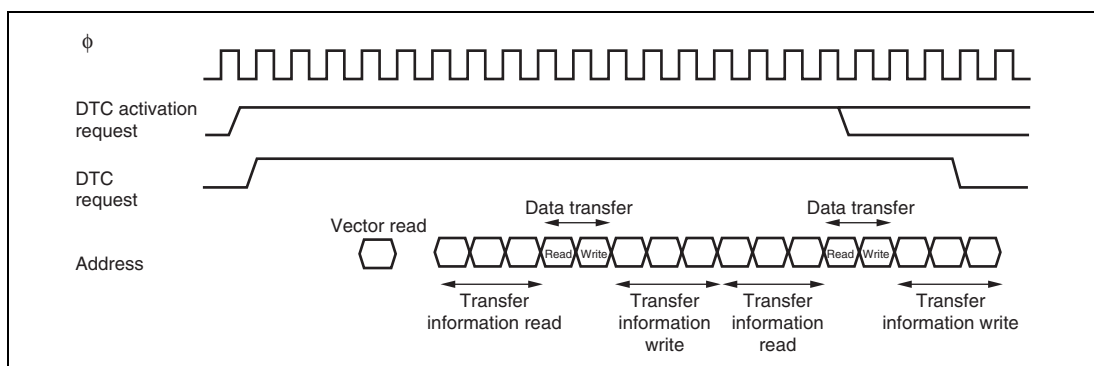 ϕ
DTC activation
request
DTC
request
Data transfer
Data transfer
Vector read
Address
Read
Write
Read
Write
Transfer
information read
Transfer
information
write
Transfer
information
read
Transfer
information write